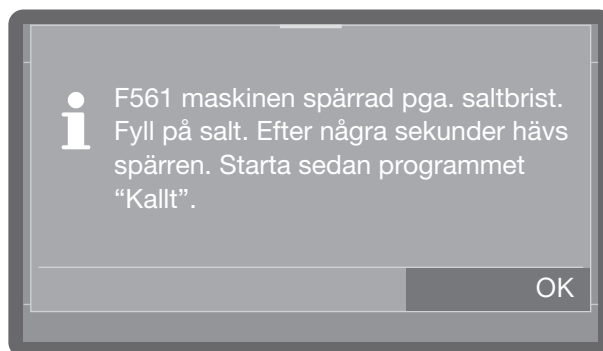 F561 maskinen spärrad pga. saltbrist.
Fyll på salt. Efter några sekunder hävs
spärren. Starta sedan programmet
“Kallt”.
OK